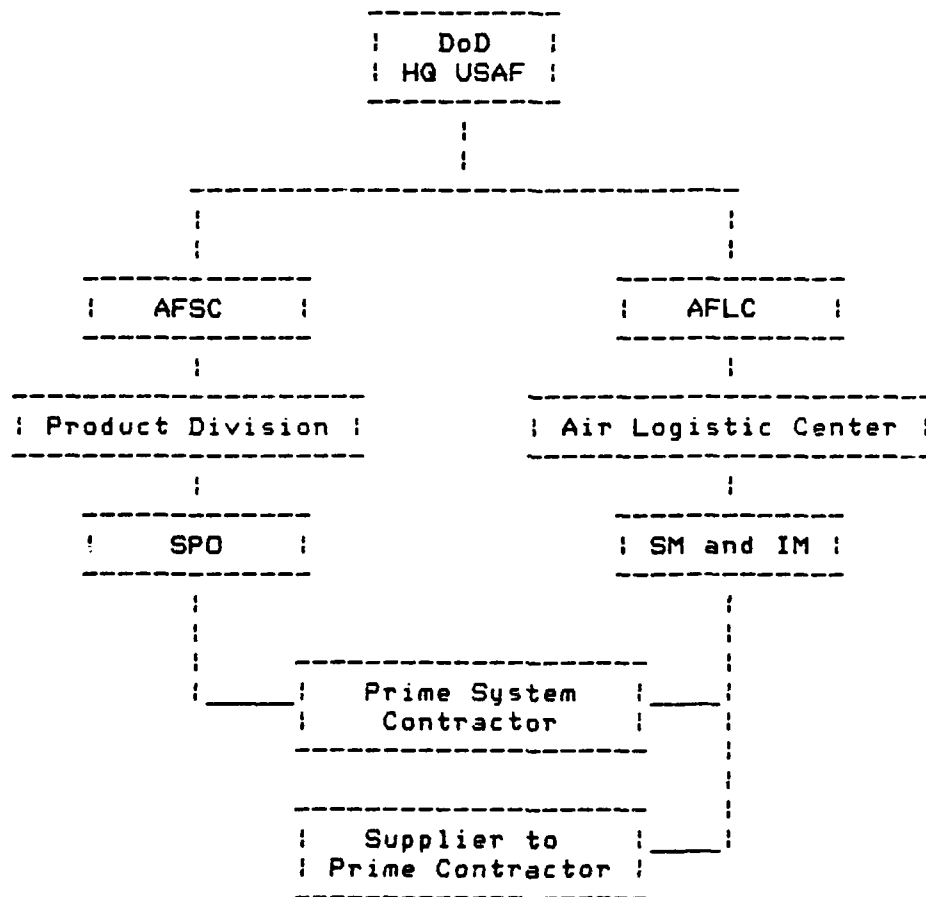 DoD
HQ USAF
AFSC
AFLC
Product Division
Air Logistic Center
SPO
SM and IM
Prime System
Contractor
Supplier to
Prime Contractor